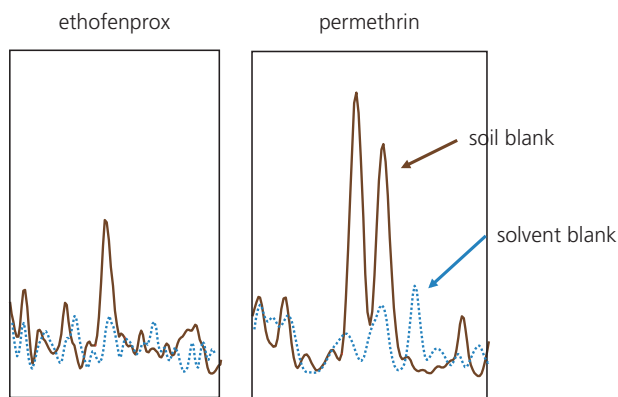 ethofenprox
permethrin
soil blank
solvent blank